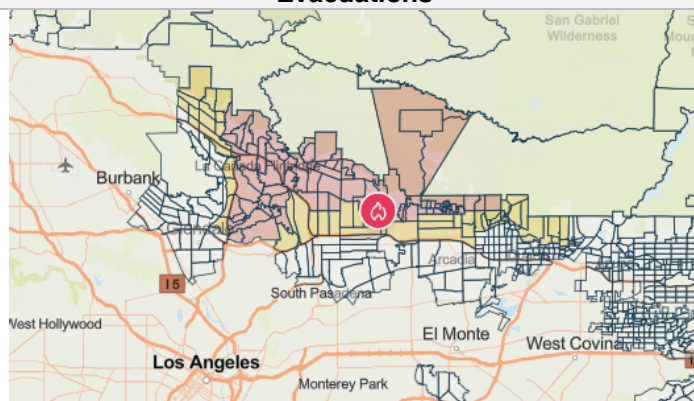 Evacuations
San Gabriel
Wilderness
La Cañada Flintridge
Burbank
Glendale
Arcadia
I 5
South Pasadena
West Hollywood
El Monte
West Covina
Los Angeles
Monterey Park